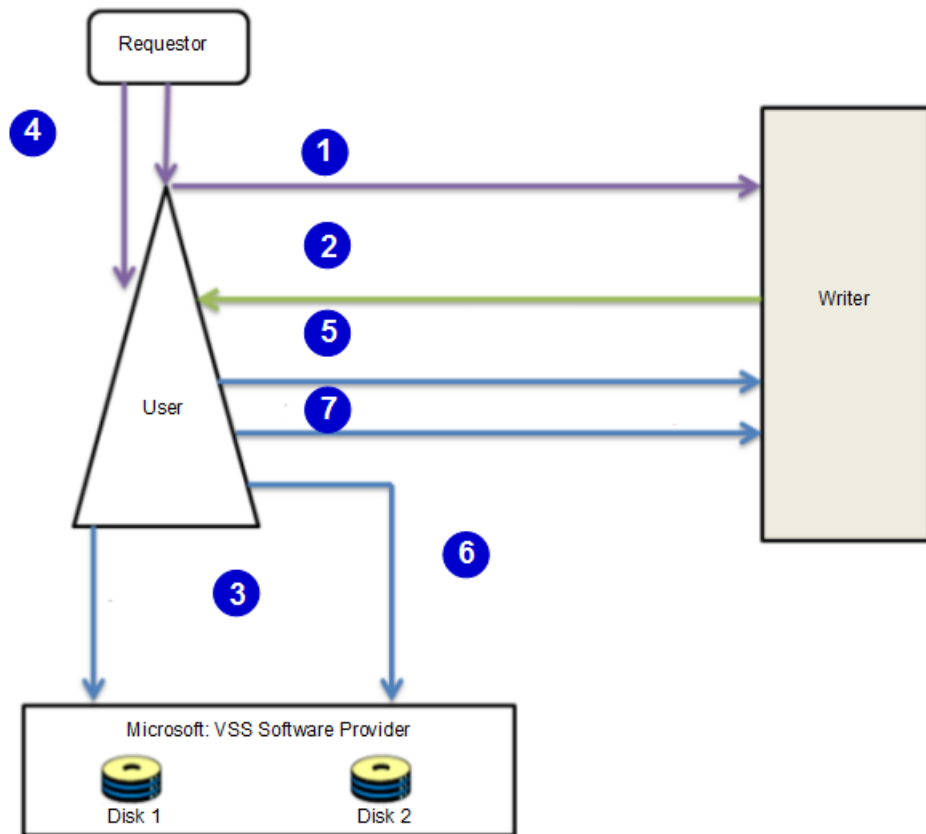 Requestor
4
1
2
Writer
5
User
7
6
3
Microsoft: VSS Software Provider
Disk 1
Disk 2